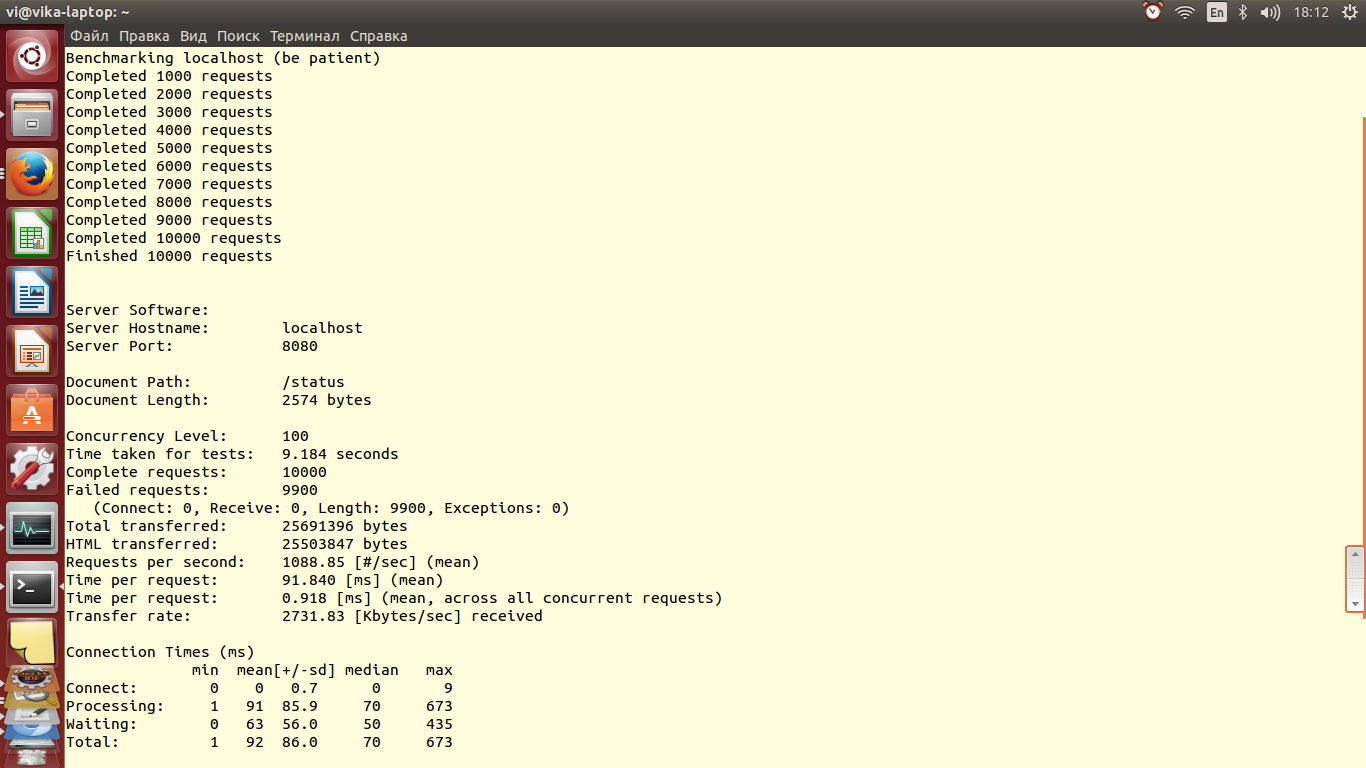 vi@vika-laptop: ~
En
18:12
Файл Правка Вид Поиск Терминал Справка
Benchmarking localhost (be patient)
Completed 1000 requests
Completed 2000 requests
Completed 3000 requests
Completed 4000 requests
Completed 5000 requests
Completed 6000 requests
Completed 7000 requests
Completed 8000 requests
Completed 9000 requests
Completed 10000 requests
Finished 10000 requests
Server Software:
Server Hostname: localhost
Server Port: 8080
Document Path: /status
Document Length: 2574 bytes
Concurrency Level: 100
Time taken for tests: 9.184 seconds
Complete requests: 10000
Failed requests: 9900
(Connect: 0, Receive: 0, Length: 9900, Exceptions: 0)
Total transferred: 25691396 bytes
HTML transferred: 25503847 bytes
Requests per second: 1088.85 [#/sec] (mean)
Time per request: 91.840 [ms] (mean)
Time per request: 0.918 [ms] (mean, across all concurrent requests)
Transfer rate: 2731.83 [Kbytes/sec] received
Connection Times (ms)
min mean[+/-sd] median max
Connect: 0 0 0.7 0 9
Processing: 1 91 85.9 70 673
Waiting: 0 63 56.0 50 435
Total: 1 92 86.0 70 673